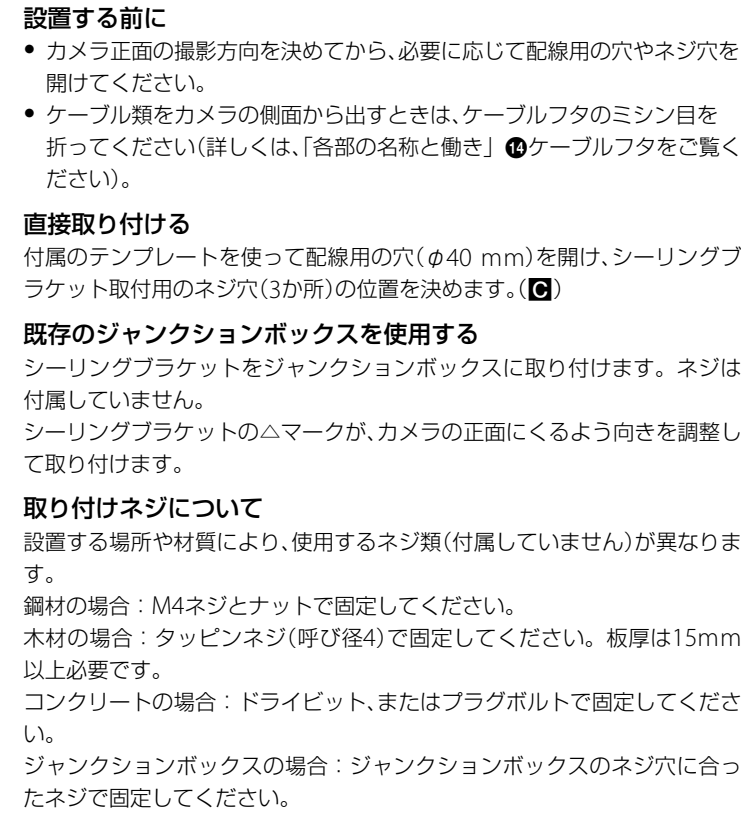 設置する前に
• カメラ正面の撮影方向を決めてから、必要に応じて配線用の穴やネジ穴を
開けてください。
• ケーブル類をカメラの側面から出すときは、ケーブルフタのミシン目を
折ってください(詳しくは、「各部の名称と働き」⓮ケーブルフタをご覧く
ださい)。
直接取り付ける
付属のテンプレートを使って配線用の穴(φ40 mm)を開け、シーリングブ
ラケット取付用のネジ穴(3か所)の位置を決めます。(C)
既存のジャンクションボックスを使用する
シーリングブラケットをジャンクションボックスに取り付けます。ネジは
付属していません。
シーリングブラケットの△マークが、カメラの正面にくるよう向きを調整し
て取り付けます。
取り付けネジについて
設置する場所や材質により、使用するネジ類(付属していません)が異なりま
す。
鋼材の場合:M4ネジとナットで固定してください。
木材の場合:タッピンネジ(呼び径4)で固定してください。板厚は15mm
以上必要です。
コンクリートの場合:ドライビット、またはプラグボルトで固定してくださ
い。
ジャンクションボックスの場合:ジャンクションボックスのネジ穴に合っ
たネジで固定してください。